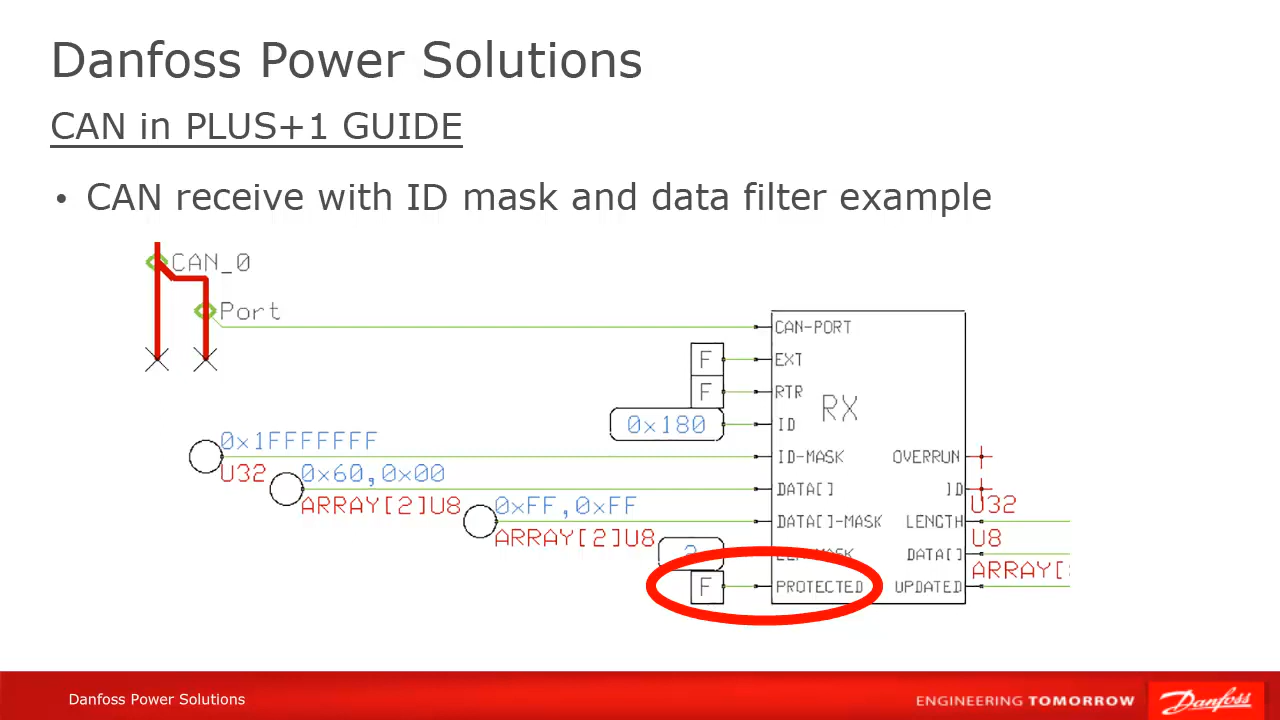 Danfoss Power Solutions
CAN in PLUS+1 GUIDE
• CAN receive with ID mask and data filter example
CAN_0
Port
CAN-PORT
F
EXT
F
RTR
RX
0x180
ID
0x1FFFFFFF
ID-MASK
OVERRUN
U32
0x60,0x00
DATA[]
ID
ARRAY[2]U8
U32
0xFF,0xFF
DATA[]-MASK
LENGTH
ARRAY[2]U8
U8
DATA[]
ARRAY[
F
PROTECTED
UPDATED
Danfoss Power Solutions
ENGINEERING TOMORROW
Danfoss